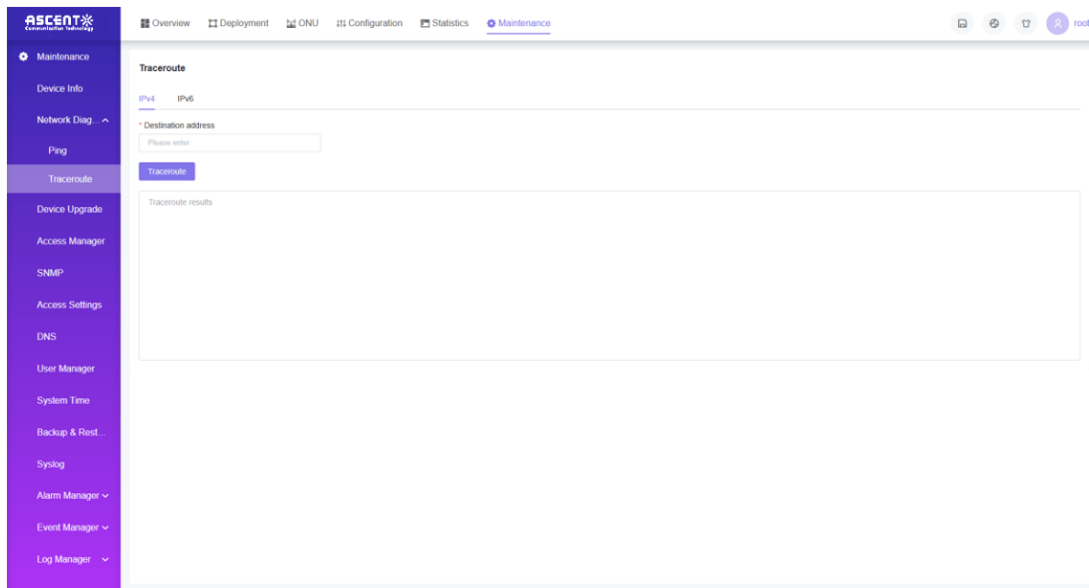 ASCENT
Communication Technology
Overview Deployment ONU Configuration Statistics Maintenance root
Maintenance
Device Info
Network Diag...
Ping
Traceroute
Device Upgrade
Access Manager
SNMP
Access Settings
DNS
User Manager
System Time
Backup & Rest...
Syslog
Alarm Manager
Event Manager
Log Manager
Traceroute
IPv4 IPv6
* Destination address
Please enter
Traceroute
Traceroute results